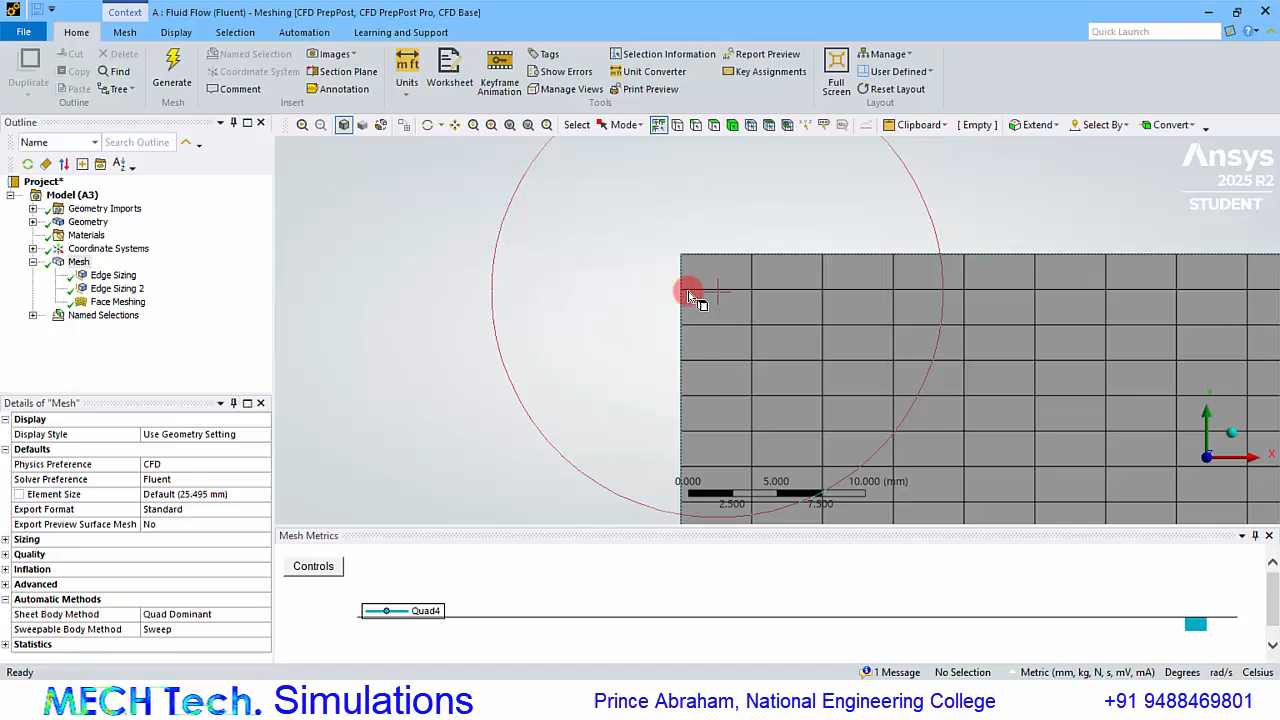 Context
A : Fluid Flow (Fluent) - Meshing [CFD PrepPost, CFD PrepPost Pro, CFD Base]
File Home Mesh Display Selection Automation Learning and Support Quick Launch
Duplicate
Cut Delete
Copy Find
Paste Tree
Outline
Generate
Mesh
Named Selection Images
Coordinate System Section Plane
Comment Annotation
Insert
Units
Worksheet
Keyframe Animation
Tags Selection Information Report Preview
Show Errors Unit Converter Key Assignments
Manage Views Print Preview
Tools
Full Screen
Manage
User Defined
Reset Layout
Layout
Outline
Select Mode Clipboard [ Empty ] Extend Select By Convert
Name Search Outline
Project*
Model (A3)
Geometry Imports
Geometry
Materials
Coordinate Systems
Mesh
Edge Sizing
Edge Sizing 2
Face Meshing
Named Selections
Ansys
2025 R2
STUDENT
Y
X
Z
0.000 5.000 10.000 (mm)
2.500 7.500
Details of "Mesh"
Display
Display Style Use Geometry Setting
Defaults
Physics Preference CFD
Solver Preference Fluent
Element Size Default (25.495 mm)
Export Format Standard
Export Preview Surface Mesh No
Sizing
Quality
Inflation
Advanced
Automatic Methods
Sheet Body Method Quad Dominant
Sweepable Body Method Sweep
Statistics
Mesh Metrics
Controls
Quad4
Ready 1 Message No Selection Metric (mm, kg, N, s, mV, mA) Degrees rad/s Celsius
MECH Tech. Simulations Prince Abraham, National Engineering College +91 9488469801